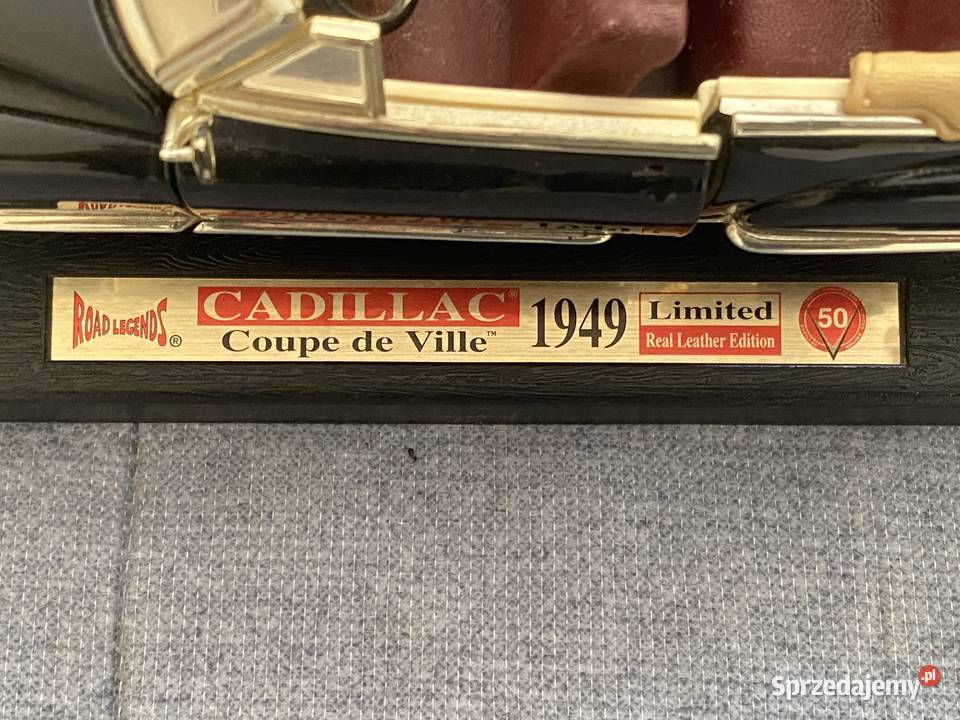 ROAD LEGENDS®
CADILLAC®
Coupe de Ville™
1949
Limited
Real Leather Edition
50
Sprzedajemy.pl